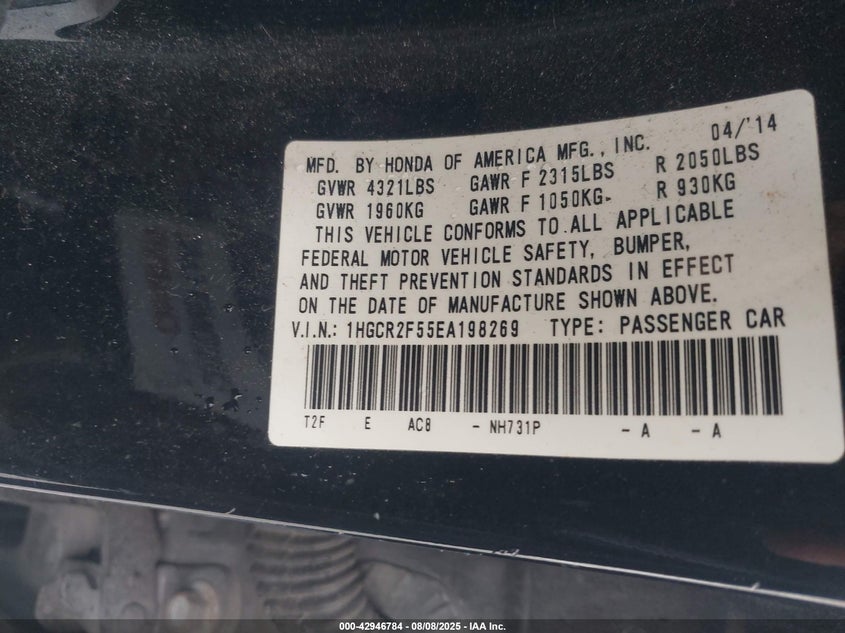 04/'14
MFD. BY HONDA OF AMERICA MFG., INC.
GVWR 4321LBS GAWR F 2315LBS R 2050LBS
GVWR 1960KG GAWR F 1050KG R 930KG
THIS VEHICLE CONFORMS TO ALL APPLICABLE
FEDERAL MOTOR VEHICLE SAFETY, BUMPER,
AND THEFT PREVENTION STANDARDS IN EFFECT
ON THE DATE OF MANUFACTURE SHOWN ABOVE.
V.I.N.: 1HGCR2F55EA198269 TYPE: PASSENGER CAR
T2F E AC8 - NH731P - A - A
000-42946784 | 08/08/2025 - IAA Inc.